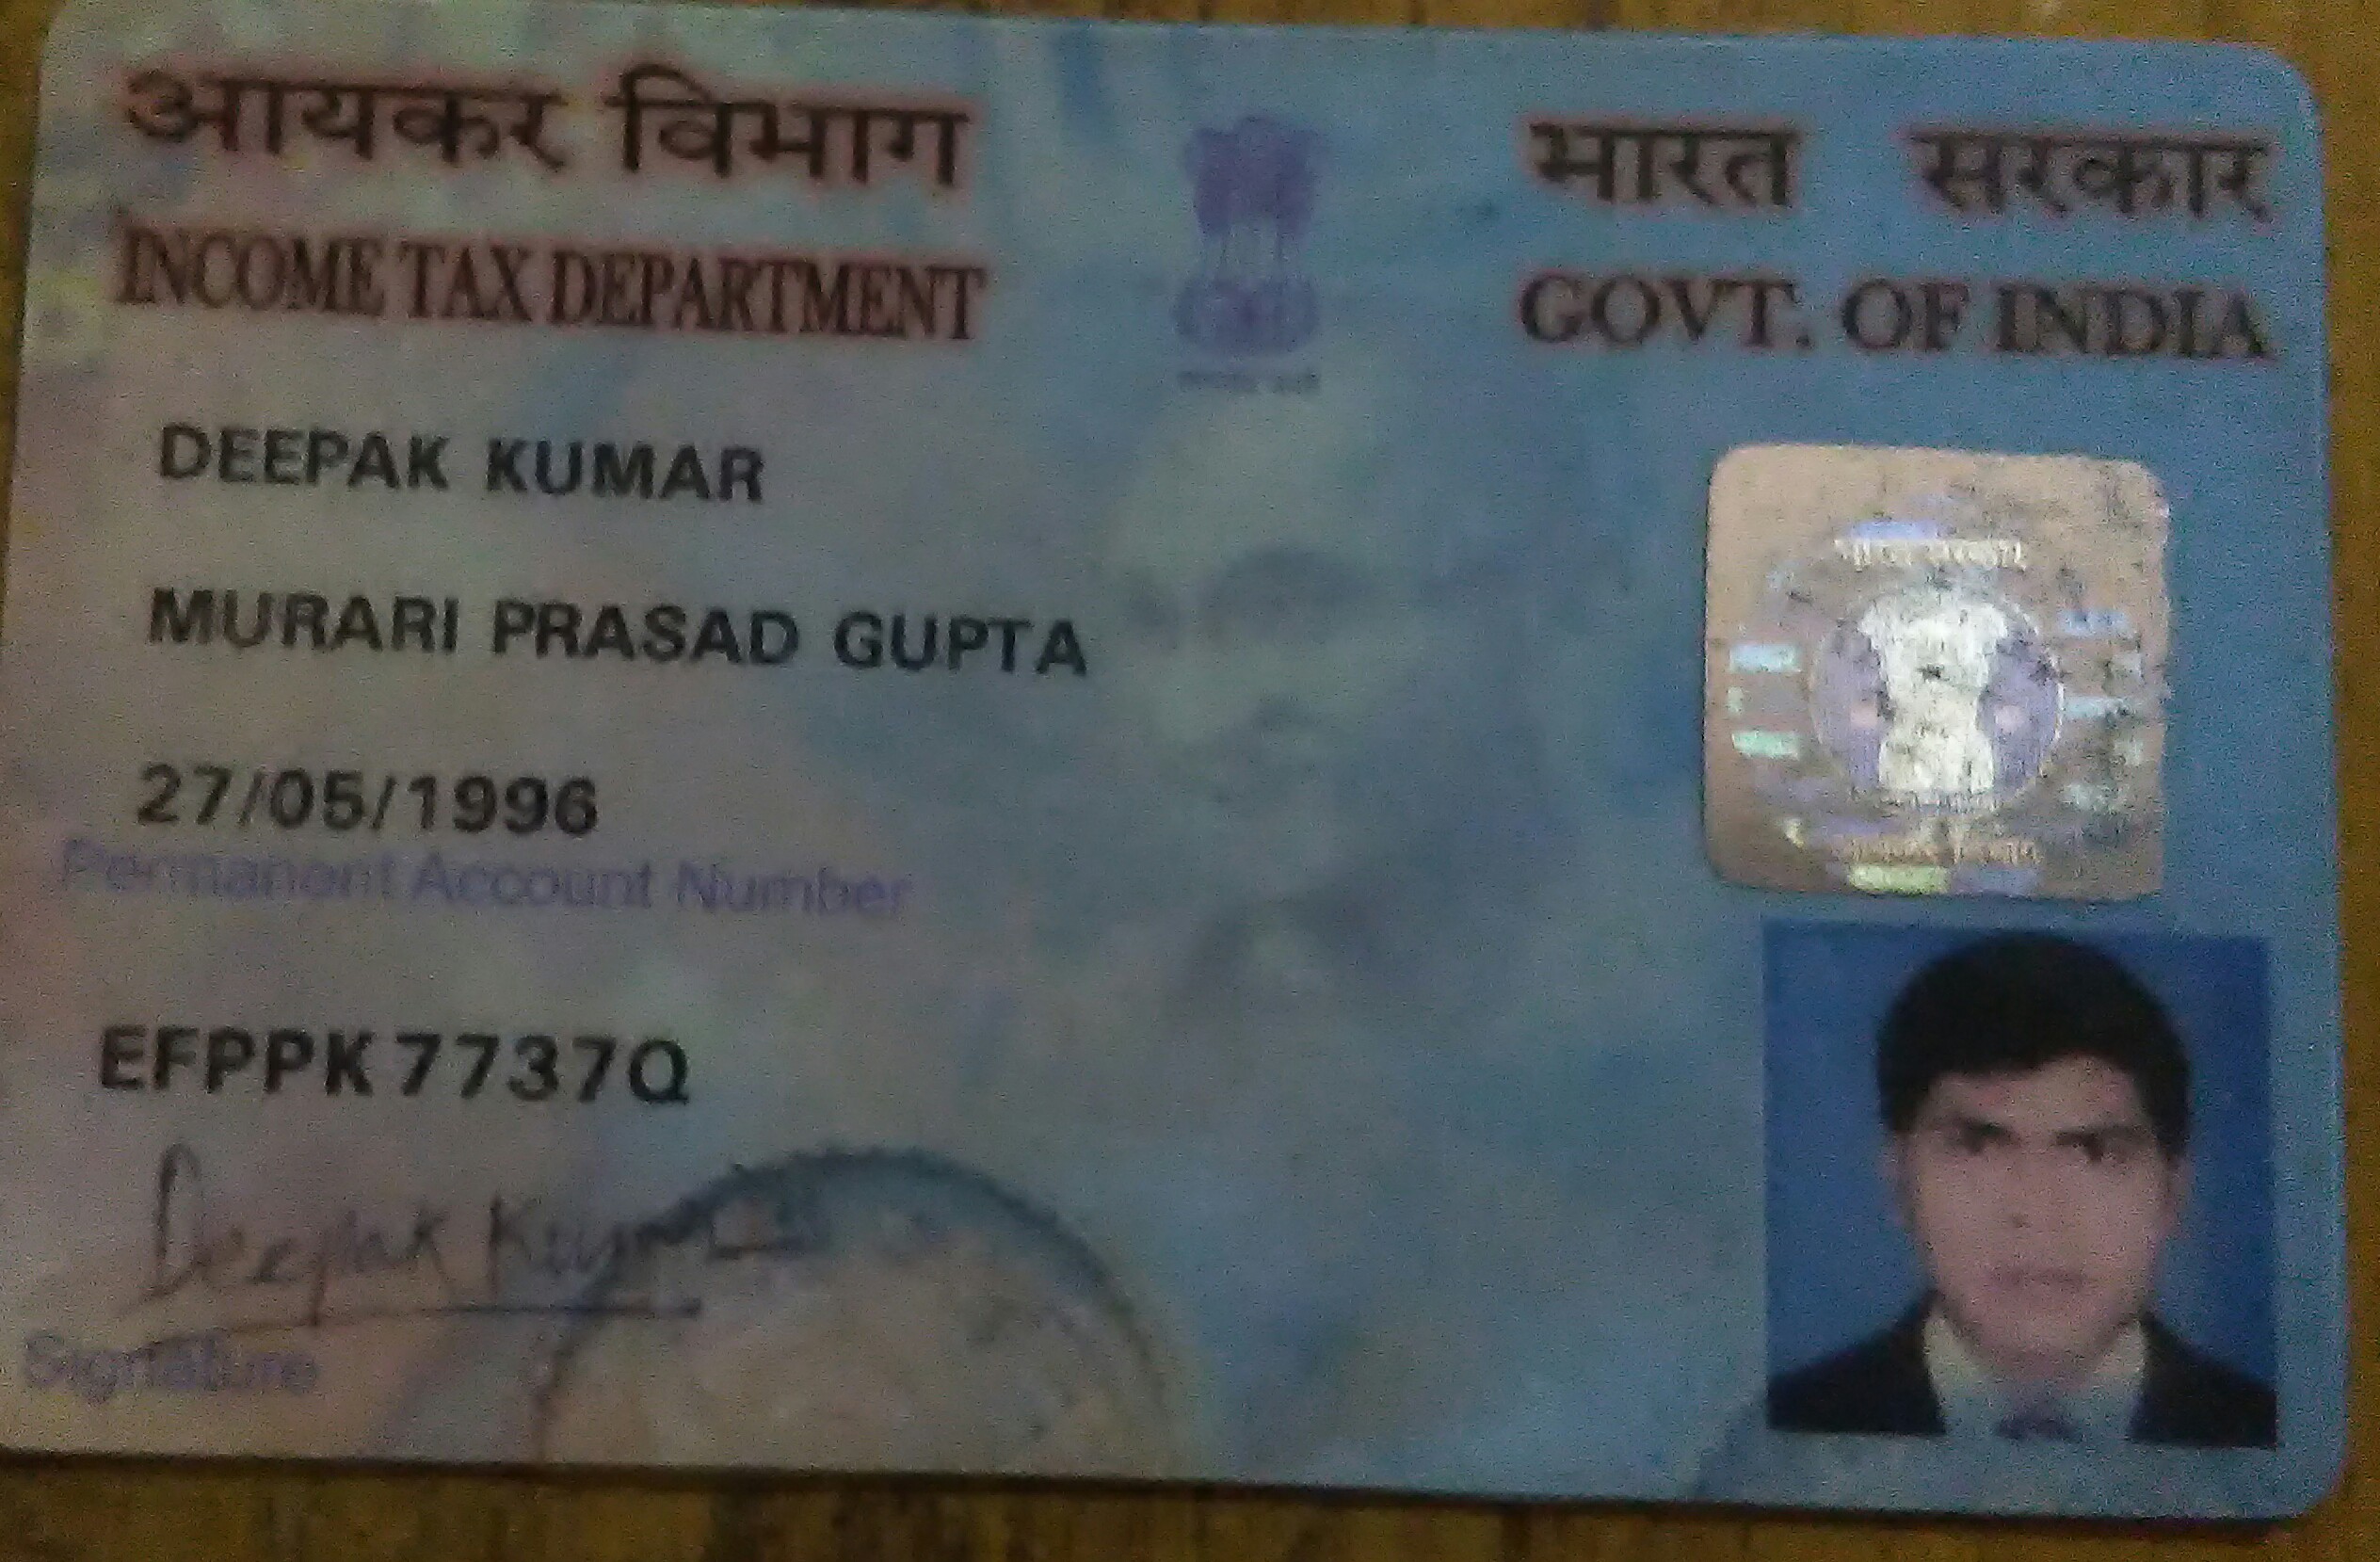 आयकर विभाग
INCOME TAX DEPARTMENT
भारत सरकार
GOVT. OF INDIA
DEEPAK KUMAR
MURARI PRASAD GUPTA
27/05/1996
Permanent Account Number
EFPPK7737Q
Deepak Kumar
Signature